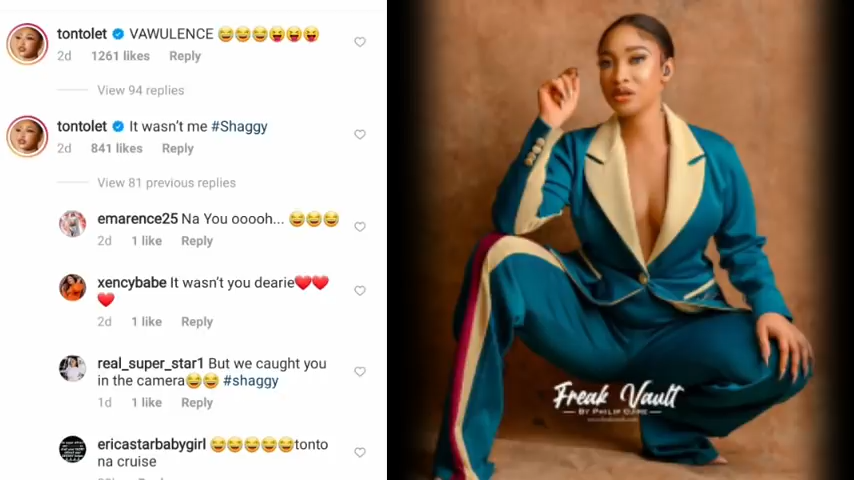 tontolet VAWULENCE 😂😂😂😝😝😝
2d 1261 likes Reply
View 94 replies
tontolet It wasn't me #Shaggy
2d 841 likes Reply
View 81 previous replies
emarence25 Na You ooooh... 😂😂😂
2d 1 like Reply
xencybabe It wasn't you dearie❤️❤️
❤️
2d 1 like Reply
real_super_star1 But we caught you
in the camera😂😂 #shaggy
1d 1 like Reply
ericastarbabygirl 😂😂😂😂😂tonto
na cruise
Freak Vault